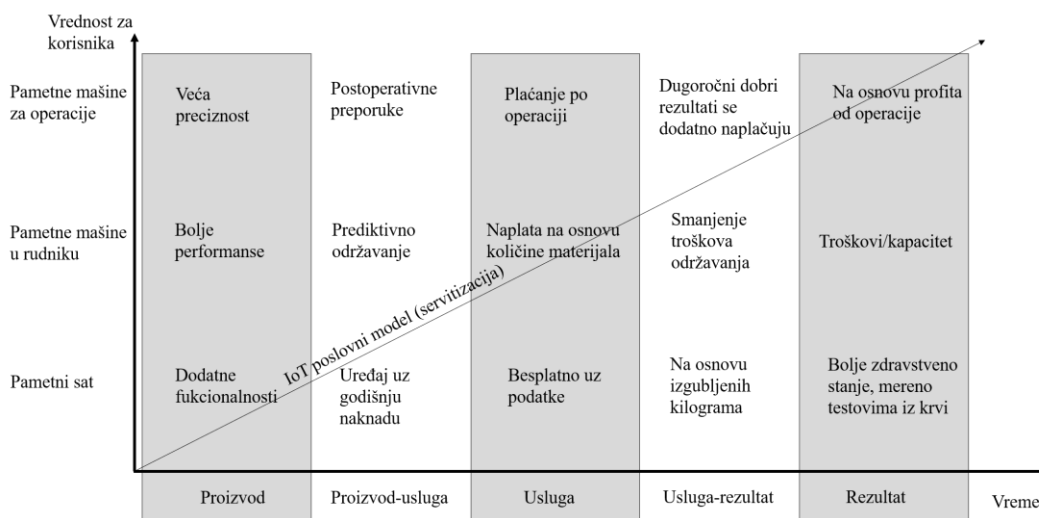 Vrednost za
korisnika
Pametne mašine
za operacije
Veća
preciznost
Postoperativne
preporuke
Plaćanje po
operaciji
Dugoročni dobri
rezultati se
dodatno naplaćuju
Na osnovu profita
od operacije
Pametne mašine
u rudniku
Bolje
performanse
Prediktivno
održavanje
Naplata na osnovu
količine materijala
Smanjenje
troškova
održavanja
Troškovi/kapacitet
IoT poslovni model (servitizacija)
Pametni sat
Dodatne
fukcionalnosti
Uređaj uz
godišnju
naknadu
Besplatno uz
podatke
Na osnovu
izgubljenih
kilograma
Bolje zdravstveno
stanje, mereno
testovima iz krvi
Proizvod
Proizvod-usluga
Usluga
Usluga-rezultat
Rezultat
Vreme